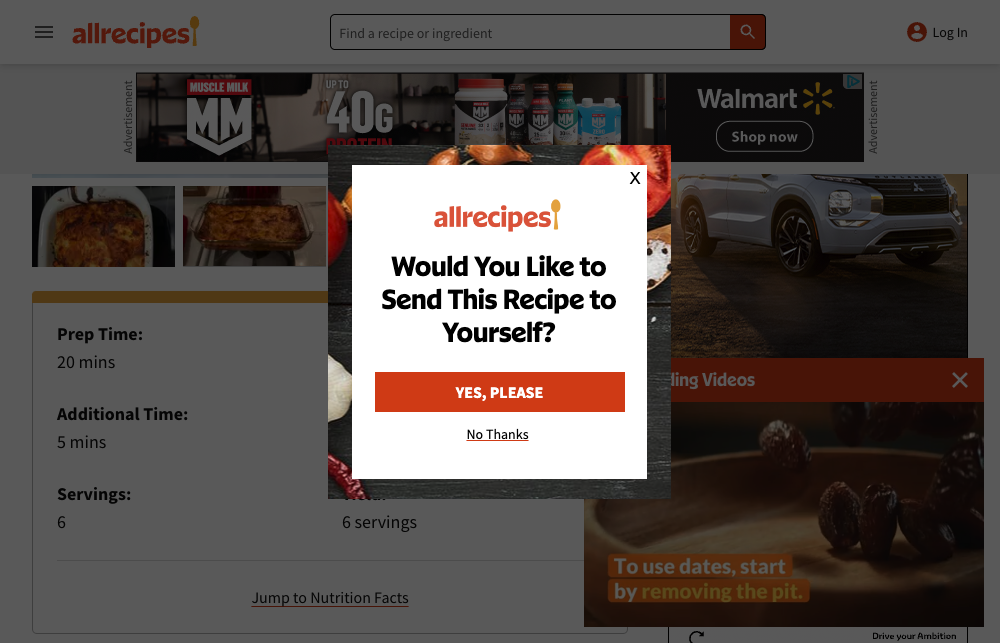 allrecipes
Find a recipe or ingredient
Log In
Advertisement
MUSCLE MILK
MM
UP TO
40G
PROTEIN
Walmart
Shop now
Advertisement
X
allrecipes
Would You Like to
Send This Recipe to
Yourself?
YES, PLEASE
No Thanks
Prep Time:
20 mins
Additional Time:
5 mins
Servings:
6
6 servings
Jump to Nutrition Facts
Videos
To use dates, start
by removing the pit.
Drive your Ambition